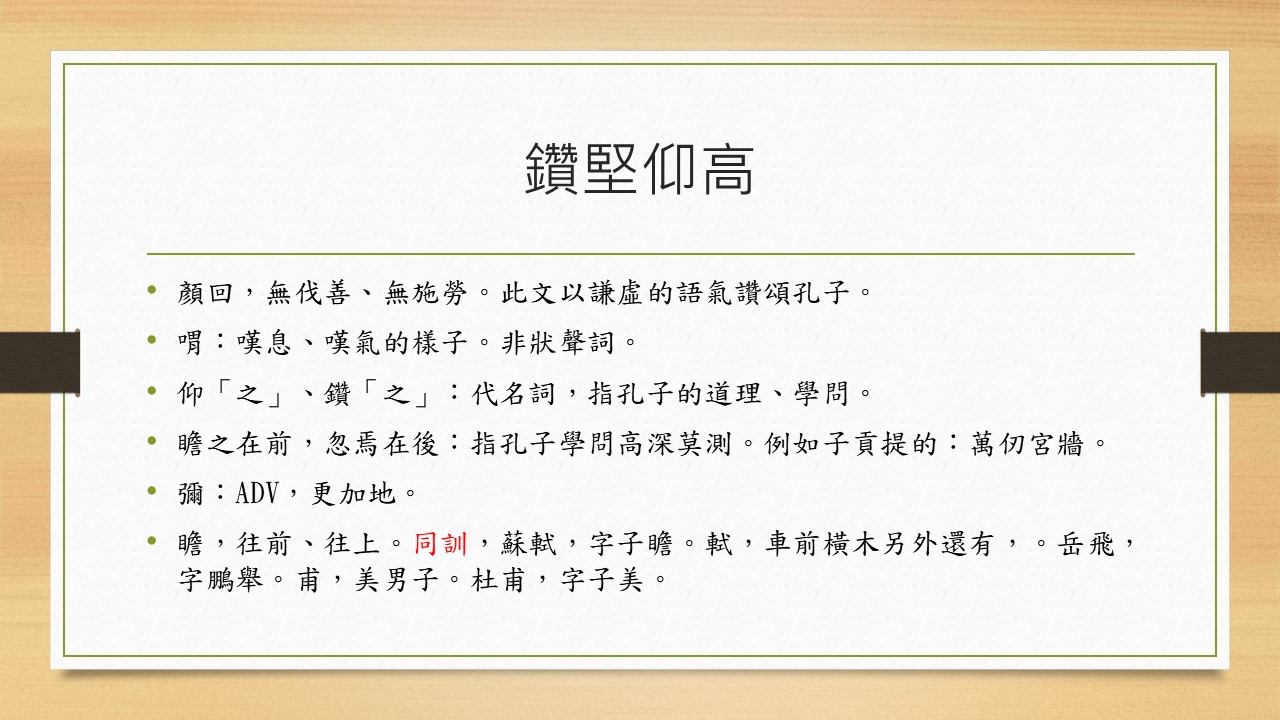 鑽堅仰高
• 顏回，無伐善、無施勞。此文以謙虛的語氣讚頌孔子。
• 喟：嘆息、嘆氣的樣子。非狀聲詞。
• 仰「之」、鑽「之」：代名詞，指孔子的道理、學問。
• 瞻之在前，忽焉在後：指孔子學問高深莫測。例如子貢提的：萬仞宮牆。
• 彌：ADV，更加地。
• 瞻，往前、往上。同訓，蘇軾，字子瞻。軾，車前橫木另外還有，。岳飛，
字鵬舉。甫，美男子。杜甫，字子美。